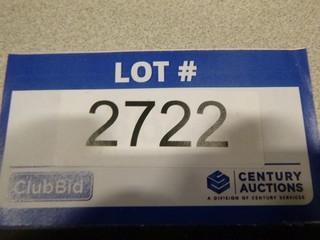 LOT #
2722
ClubBid
CENTURY
AUCTIONS
A DIVISION OF CENTURY SERVICES